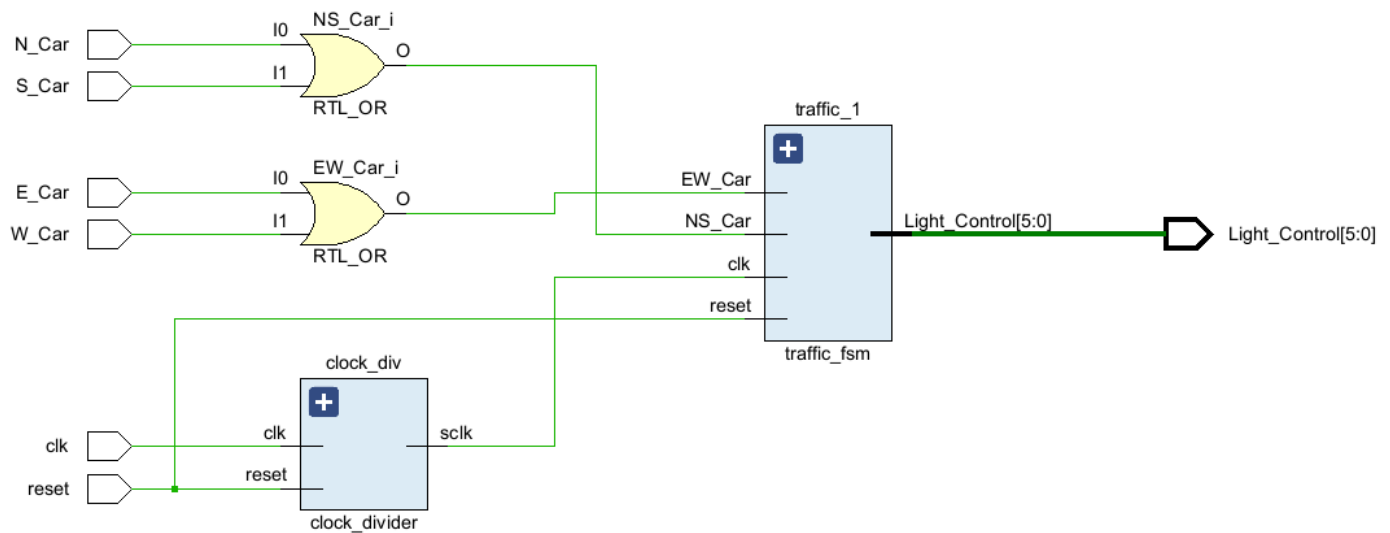 NS_Car_i
N_Car
I0
O
S_Car
I1
RTL_OR
traffic_1
EW_Car_i
E_Car
I0
O
EW_Car
W_Car
I1
NS_Car
Light_Control[5:0]
Light_Control[5:0]
RTL_OR
clk
reset
traffic_fsm
clock_div
clk
clk
sclk
reset
reset
clock_divider